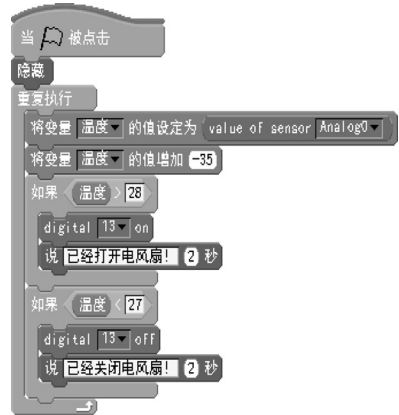 当 被点击
隐藏
重复执行
将变量 温度 的值设定为 value of sensor Analog0
将变量 温度 的值增加 -35
如果 温度 > 28
digital 13 on
说 已经打开电风扇! 2 秒
如果 温度 < 27
digital 13 off
说 已经关闭电风扇! 2 秒